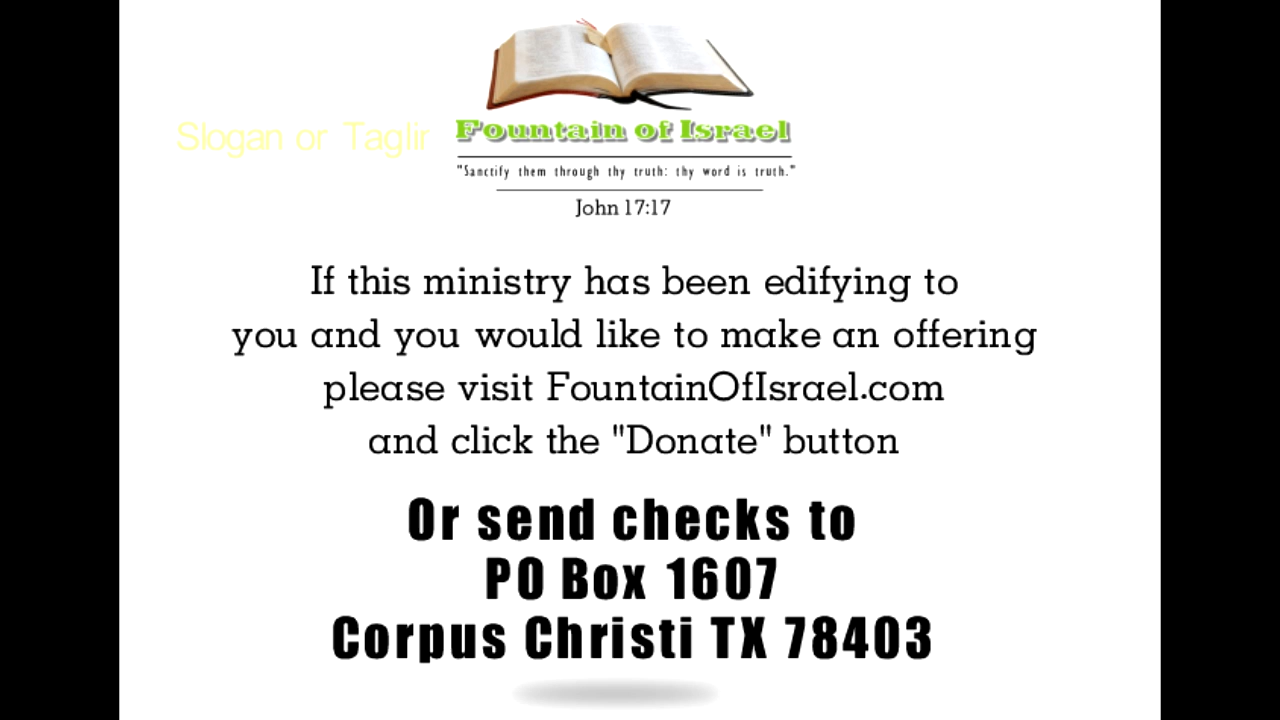 Slogan or Taglin
Fountain of Israel
"Sanctify them through thy truth: thy word is truth."
John 17:17
If this ministry has been edifying to
you and you would like to make an offering
please visit FountainOfIsrael.com
and click the "Donate" button
Or send checks to
PO Box 1607
Corpus Christi TX 78403